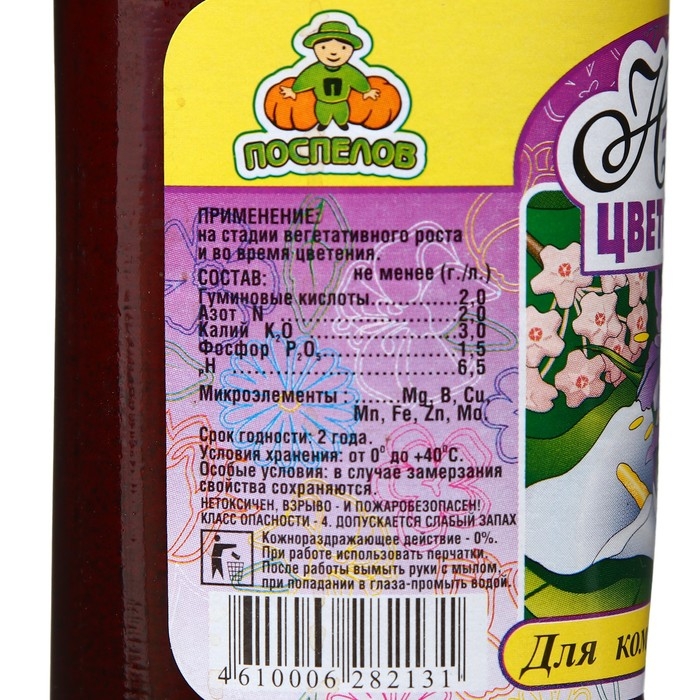 П
ПОСПЕЛОВ
ЦВЕТ
ПРИМЕНЕНИЕ:
на стадии вегетативного роста
и во время цветения.
СОСТАВ: не менее (г./л.)
Гуминовые кислоты..............2,0
Азот N ..............2,0
Калий K₂O ..............3,0
Фосфор P₂O₅..............1,5
pH ..............6,5
Микроэлементы :........Mg, B, Cu,
Mn, Fe, Zn, Mo.
Срок годности: 2 года.
Условия хранения: от 0° до +40°С.
Особые условия: в случае замерзания
свойства сохраняются.
НЕТОКСИЧЕН, ВЗРЫВО - И ПОЖАРОБЕЗОПАСЕН!
КЛАСС ОПАСНОСТИ - 4. ДОПУСКАЕТСЯ СЛАБЫЙ ЗАПАХ
Кожнораздражающее действие - 0%.
При работе использовать перчатки.
После работы вымыть руки с мылом,
при попадании в глаза-промыть водой.
Для ком
4 610006 282131